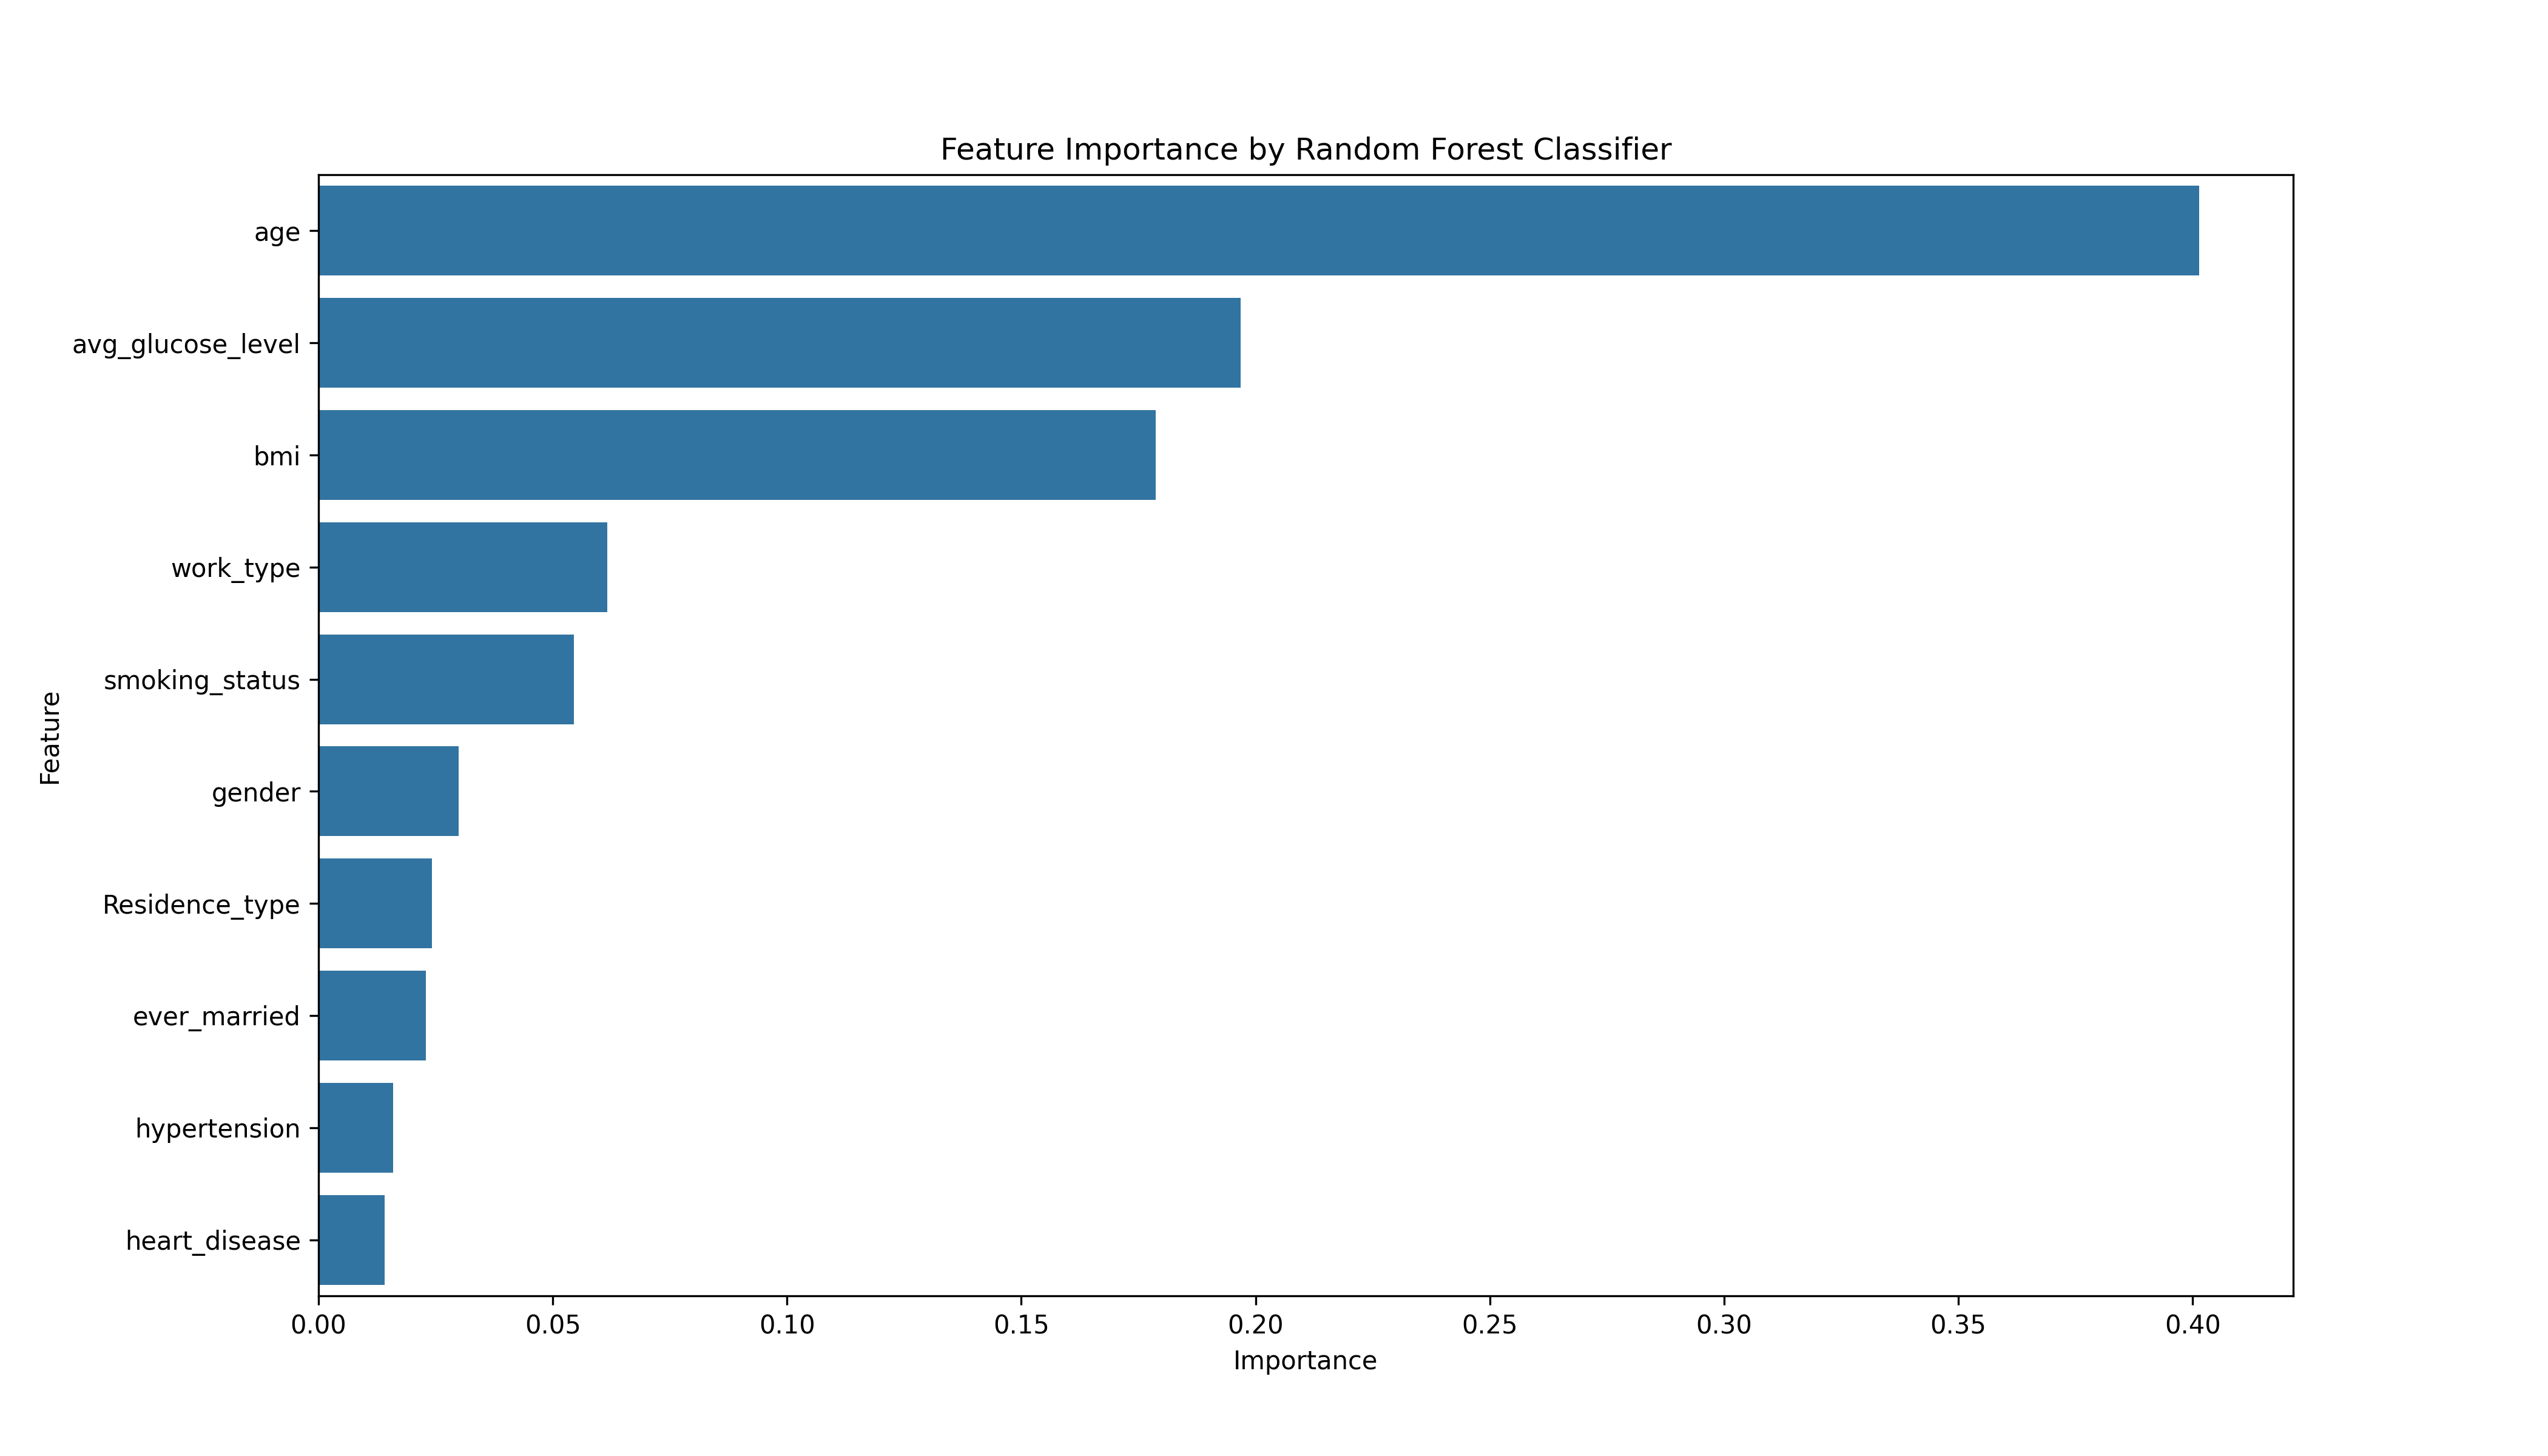 Feature Importance by Random Forest Classifier
age
avg_glucose_level
bmi
work_type
smoking_status
gender
Residence_type
ever_married
hypertension
heart_disease
Feature
0.00 0.05 0.10 0.15 0.20 0.25 0.30 0.35 0.40
Importance